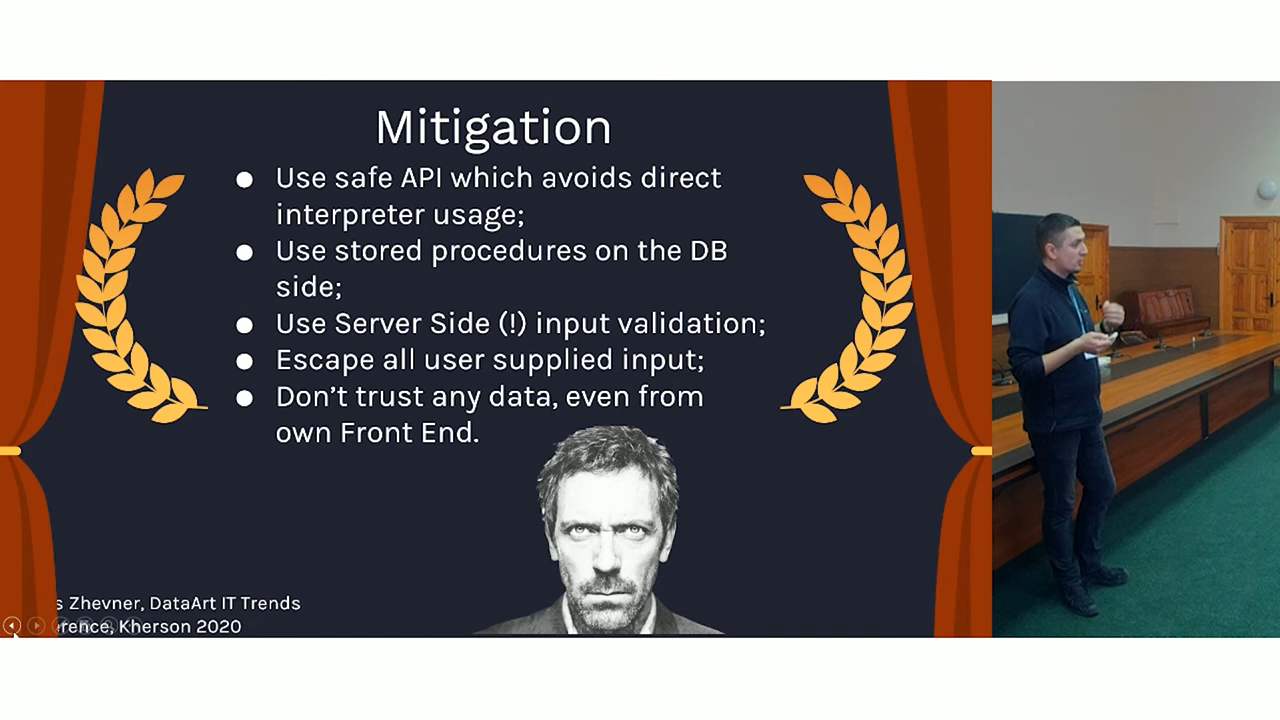 Mitigation
● Use safe API which avoids direct
interpreter usage;
● Use stored procedures on the DB
side;
● Use Server Side (!) input validation;
● Escape all user supplied input;
● Don’t trust any data, even from
own Front End.
Zhevner, DataArt IT Trends
Kherson 2020